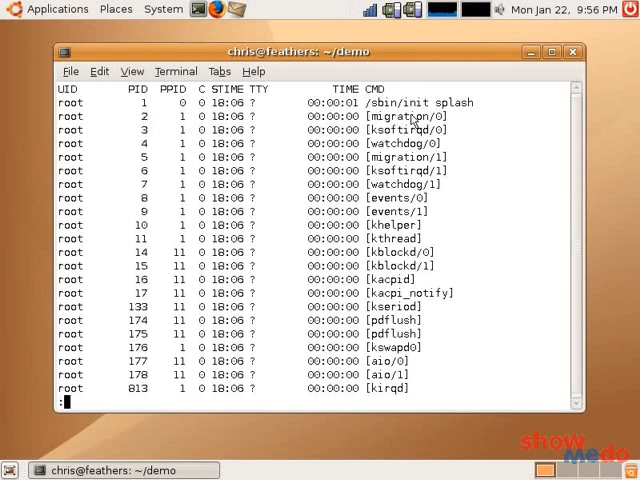 Applications Places System Mon Jan 22, 9:56 PM
chris@feathers: ~/demo
File Edit View Terminal Tabs Help
UID PID PPID C STIME TTY TIME CMD
root 1 0 0 18:06 ? 00:00:01 /sbin/init splash
root 2 1 0 18:06 ? 00:00:00 [migration/0]
root 3 1 0 18:06 ? 00:00:00 [ksoftirqd/0]
root 4 1 0 18:06 ? 00:00:00 [watchdog/0]
root 5 1 0 18:06 ? 00:00:00 [migration/1]
root 6 1 0 18:06 ? 00:00:00 [ksoftirqd/1]
root 7 1 0 18:06 ? 00:00:00 [watchdog/1]
root 8 1 0 18:06 ? 00:00:00 [events/0]
root 9 1 0 18:06 ? 00:00:00 [events/1]
root 10 1 0 18:06 ? 00:00:00 [khelper]
root 11 1 0 18:06 ? 00:00:00 [kthread]
root 14 11 0 18:06 ? 00:00:00 [kblockd/0]
root 15 11 0 18:06 ? 00:00:00 [kblockd/1]
root 16 11 0 18:06 ? 00:00:00 [kacpid]
root 17 11 0 18:06 ? 00:00:00 [kacpi_notify]
root 133 11 0 18:06 ? 00:00:00 [kseriod]
root 174 11 0 18:06 ? 00:00:00 [pdflush]
root 175 11 0 18:06 ? 00:00:00 [pdflush]
root 176 1 0 18:06 ? 00:00:00 [kswapd0]
root 177 11 0 18:06 ? 00:00:00 [aio/0]
root 178 11 0 18:06 ? 00:00:00 [aio/1]
root 813 1 0 18:06 ? 00:00:00 [kirqd]
:
show
medo
chris@feathers: ~/demo